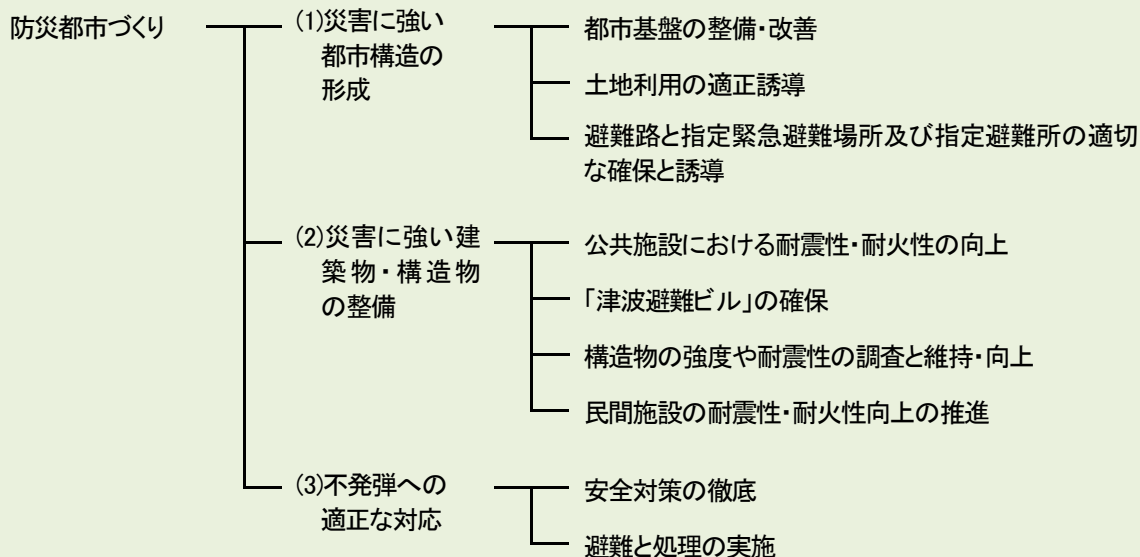 防災都市づくり
(1)災害に強い
都市構造の
形成
都市基盤の整備・改善
土地利用の適正誘導
避難路と指定緊急避難場所及び指定避難所の適切
な確保と誘導
(2)災害に強い建
築物・構造物
の整備
公共施設における耐震性・耐火性の向上
「津波避難ビル」の確保
構造物の強度や耐震性の調査と維持・向上
民間施設の耐震性・耐火性向上の推進
(3)不発弾への
適正な対応
安全対策の徹底
避難と処理の実施